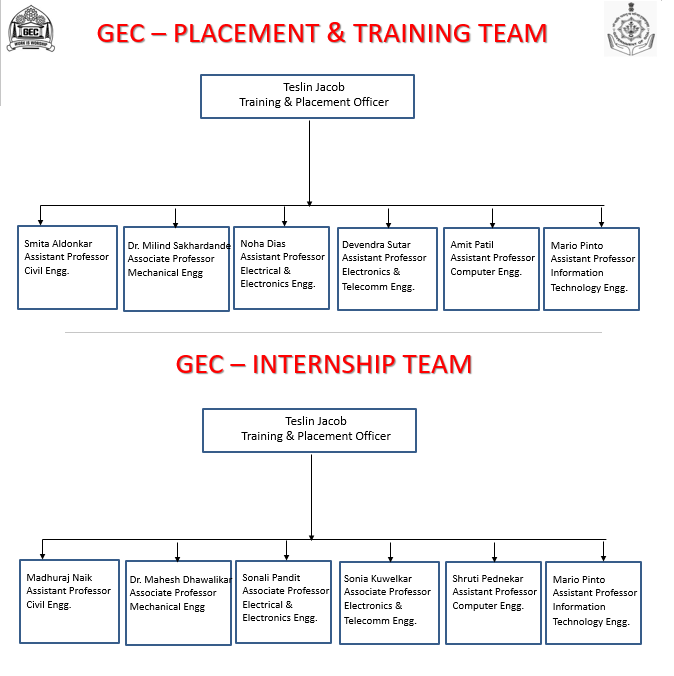 GEC
WORK IS WORSHIP
GEC – PLACEMENT & TRAINING TEAM
Teslin Jacob
Training & Placement Officer
Smita Aldonkar
Assistant Professor
Civil Engg.
Dr. Milind Sakhardande
Associate Professor
Mechanical Engg
Noha Dias
Assistant Professor
Electrical &
Electronics Engg.
Devendra Sutar
Assistant Professor
Electronics &
Telecomm Engg.
Amit Patil
Assistant Professor
Computer Engg.
Mario Pinto
Assistant Professor
Information
Technology Engg.
GEC – INTERNSHIP TEAM
Teslin Jacob
Training & Placement Officer
Madhuraj Naik
Assistant Professor
Civil Engg.
Dr. Mahesh Dhawalikar
Associate Professor
Mechanical Engg
Sonali Pandit
Associate Professor
Electrical &
Electronics Engg.
Sonia Kuwelkar
Associate Professor
Electronics &
Telecomm Engg.
Shruti Pednekar
Assistant Professor
Computer Engg.
Mario Pinto
Assistant Professor
Information
Technology Engg.